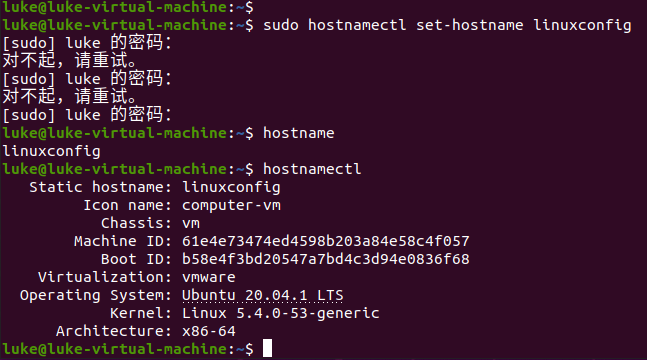 luke@luke-virtual-machine:~$
luke@luke-virtual-machine:~$ sudo hostnamectl set-hostname linuxconfig
[sudo] luke 的密码：
对不起，请重试。
[sudo] luke 的密码：
对不起，请重试。
[sudo] luke 的密码：
luke@luke-virtual-machine:~$ hostname
linuxconfig
luke@luke-virtual-machine:~$ hostnamectl
   Static hostname: linuxconfig
         Icon name: computer-vm
           Chassis: vm
        Machine ID: 61e4e73474ed4598b203a84e58c4f057
           Boot ID: b58e4f3bd20547a7bd4c3d94e0836f68
    Virtualization: vmware
  Operating System: Ubuntu 20.04.1 LTS
            Kernel: Linux 5.4.0-53-generic
      Architecture: x86-64
luke@luke-virtual-machine:~$